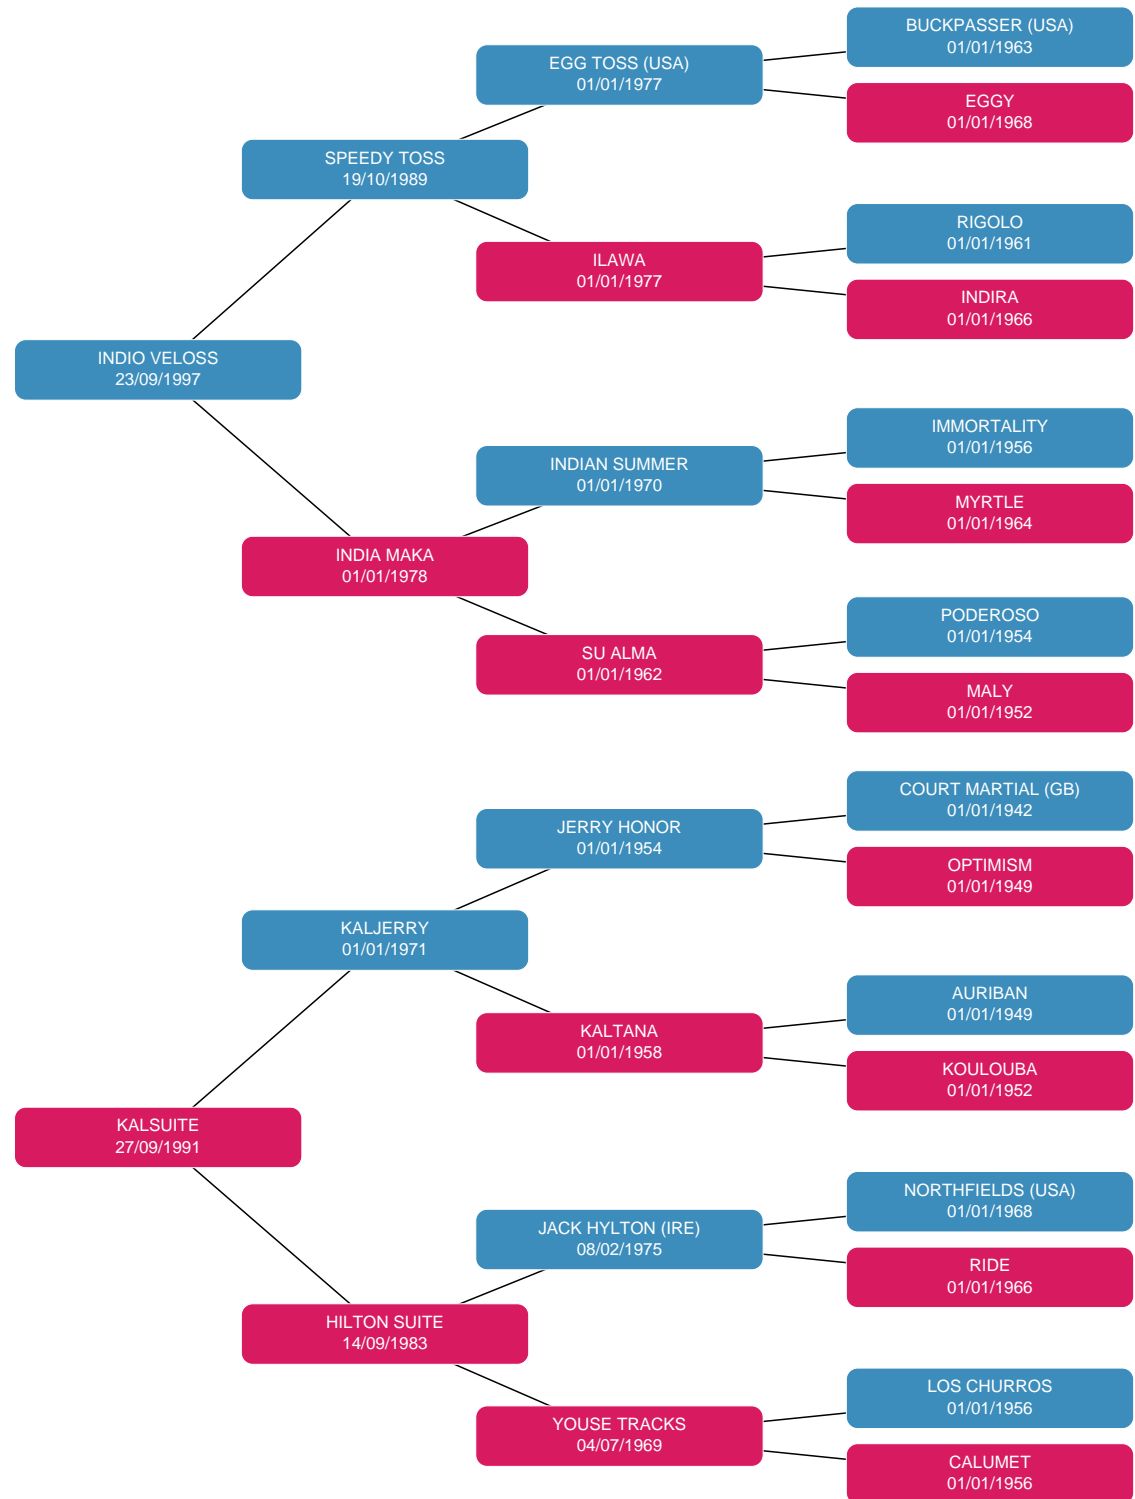 BUCKPASSER (USA)
01/01/1963
EGG TOSS (USA)
01/01/1977
EGGY
01/01/1968
SPEEDY TOSS
19/10/1989
RIGOLO
01/01/1961
ILAWA
01/01/1977
INDIRA
01/01/1966
INDIO VELOSS
23/09/1997
IMMORTALITY
01/01/1956
INDIAN SUMMER
01/01/1970
MYRTLE
01/01/1964
INDIA MAKA
01/01/1978
PODEROSO
01/01/1954
SU ALMA
01/01/1962
MALY
01/01/1952
COURT MARTIAL (GB)
01/01/1942
JERRY HONOR
01/01/1954
OPTIMISM
01/01/1949
KALJERRY
01/01/1971
AURIBAN
01/01/1949
KALTANA
01/01/1958
KOULOUBA
01/01/1952
KALSUITE
27/09/1991
NORTHFIELDS (USA)
01/01/1968
JACK HYLTON (IRE)
08/02/1975
RIDE
01/01/1966
HILTON SUITE
14/09/1983
LOS CHURROS
01/01/1956
YOUSE TRACKS
04/07/1969
CALUMET
01/01/1956